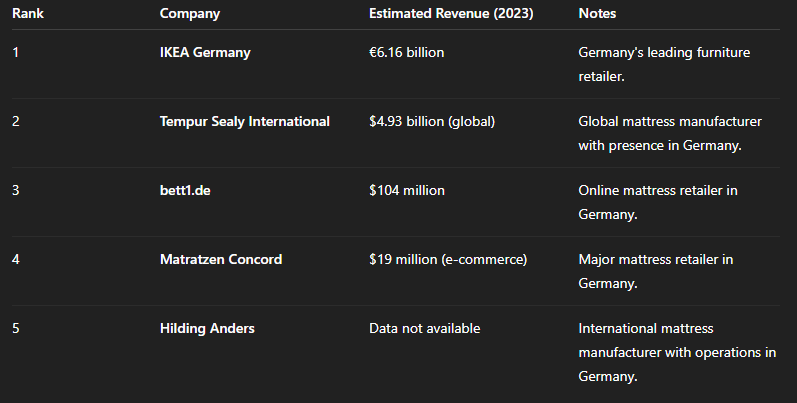 Rank Company Estimated Revenue (2023) Notes
1 IKEA Germany €6.16 billion Germany's leading furniture
retailer.
2 Tempur Sealy International $4.93 billion (global) Global mattress manufacturer
with presence in Germany.
3 bett1.de $104 million Online mattress retailer in
Germany.
4 Matratzen Concord $19 million (e-commerce) Major mattress retailer in
Germany.
5 Hilding Anders Data not available International mattress
manufacturer with operations in
Germany.